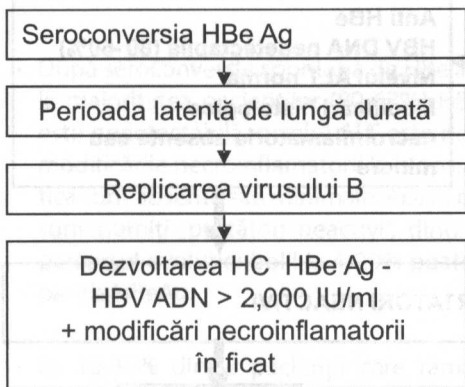 Seroconversia HBe Ag
Perioada latentă de lungă durată
Replicarea virusului B
Dezvoltarea HC HBe Ag -
HBV ADN > 2,000 IU/ml
+ modificări necroinflamatorii
în ficat